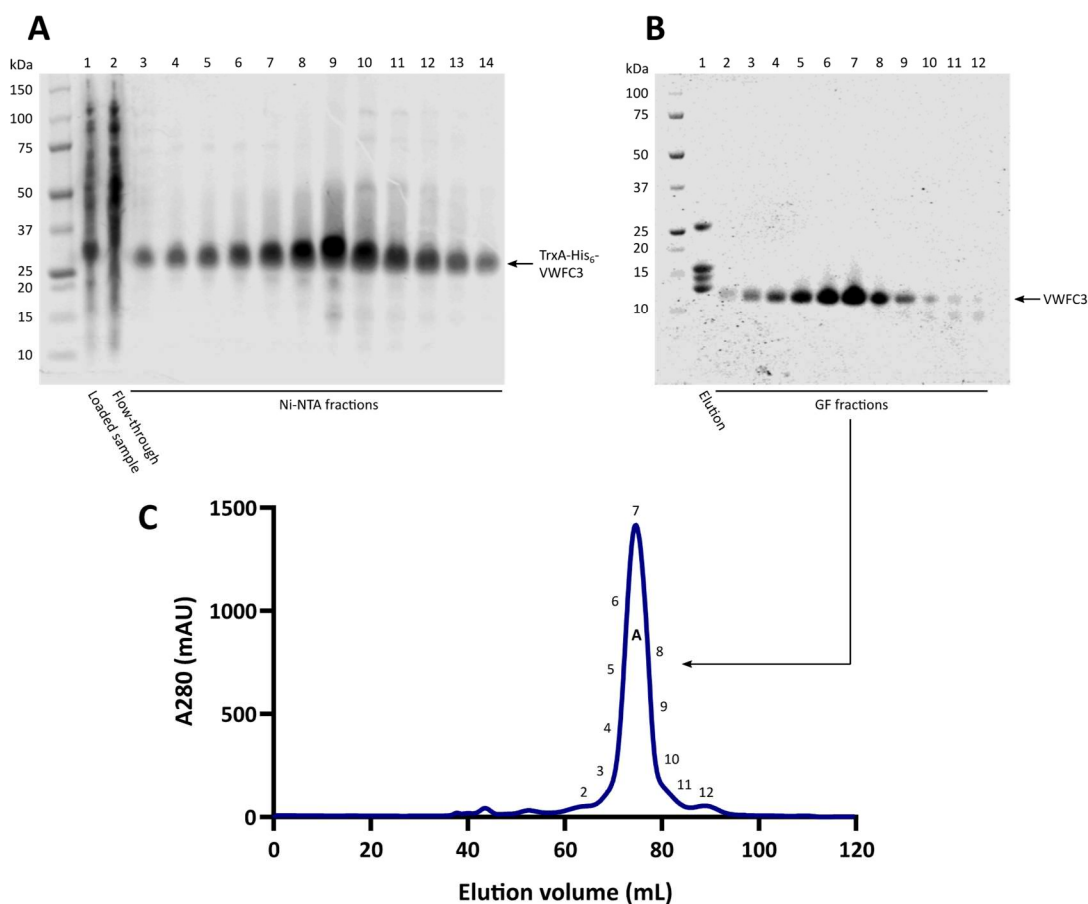 A
B
kDa 1 2 3 4 5 6 7 8 9 10 11 12 13 14
150
100
75
50
37
25
20
15
10
TrxA-His₆-
VWFC3
Loaded sample
Flow-through
Ni-NTA fractions
kDa 1 2 3 4 5 6 7 8 9 10 11 12
100
75
50
37
25
20
15
10
VWFC3
Elution
GF fractions
C
1500
1000
500
0
A280 (mAU)
7
6
A
8
5
9
4
10
3
11
2
12
0 20 40 60 80 100 120
Elution volume (mL)